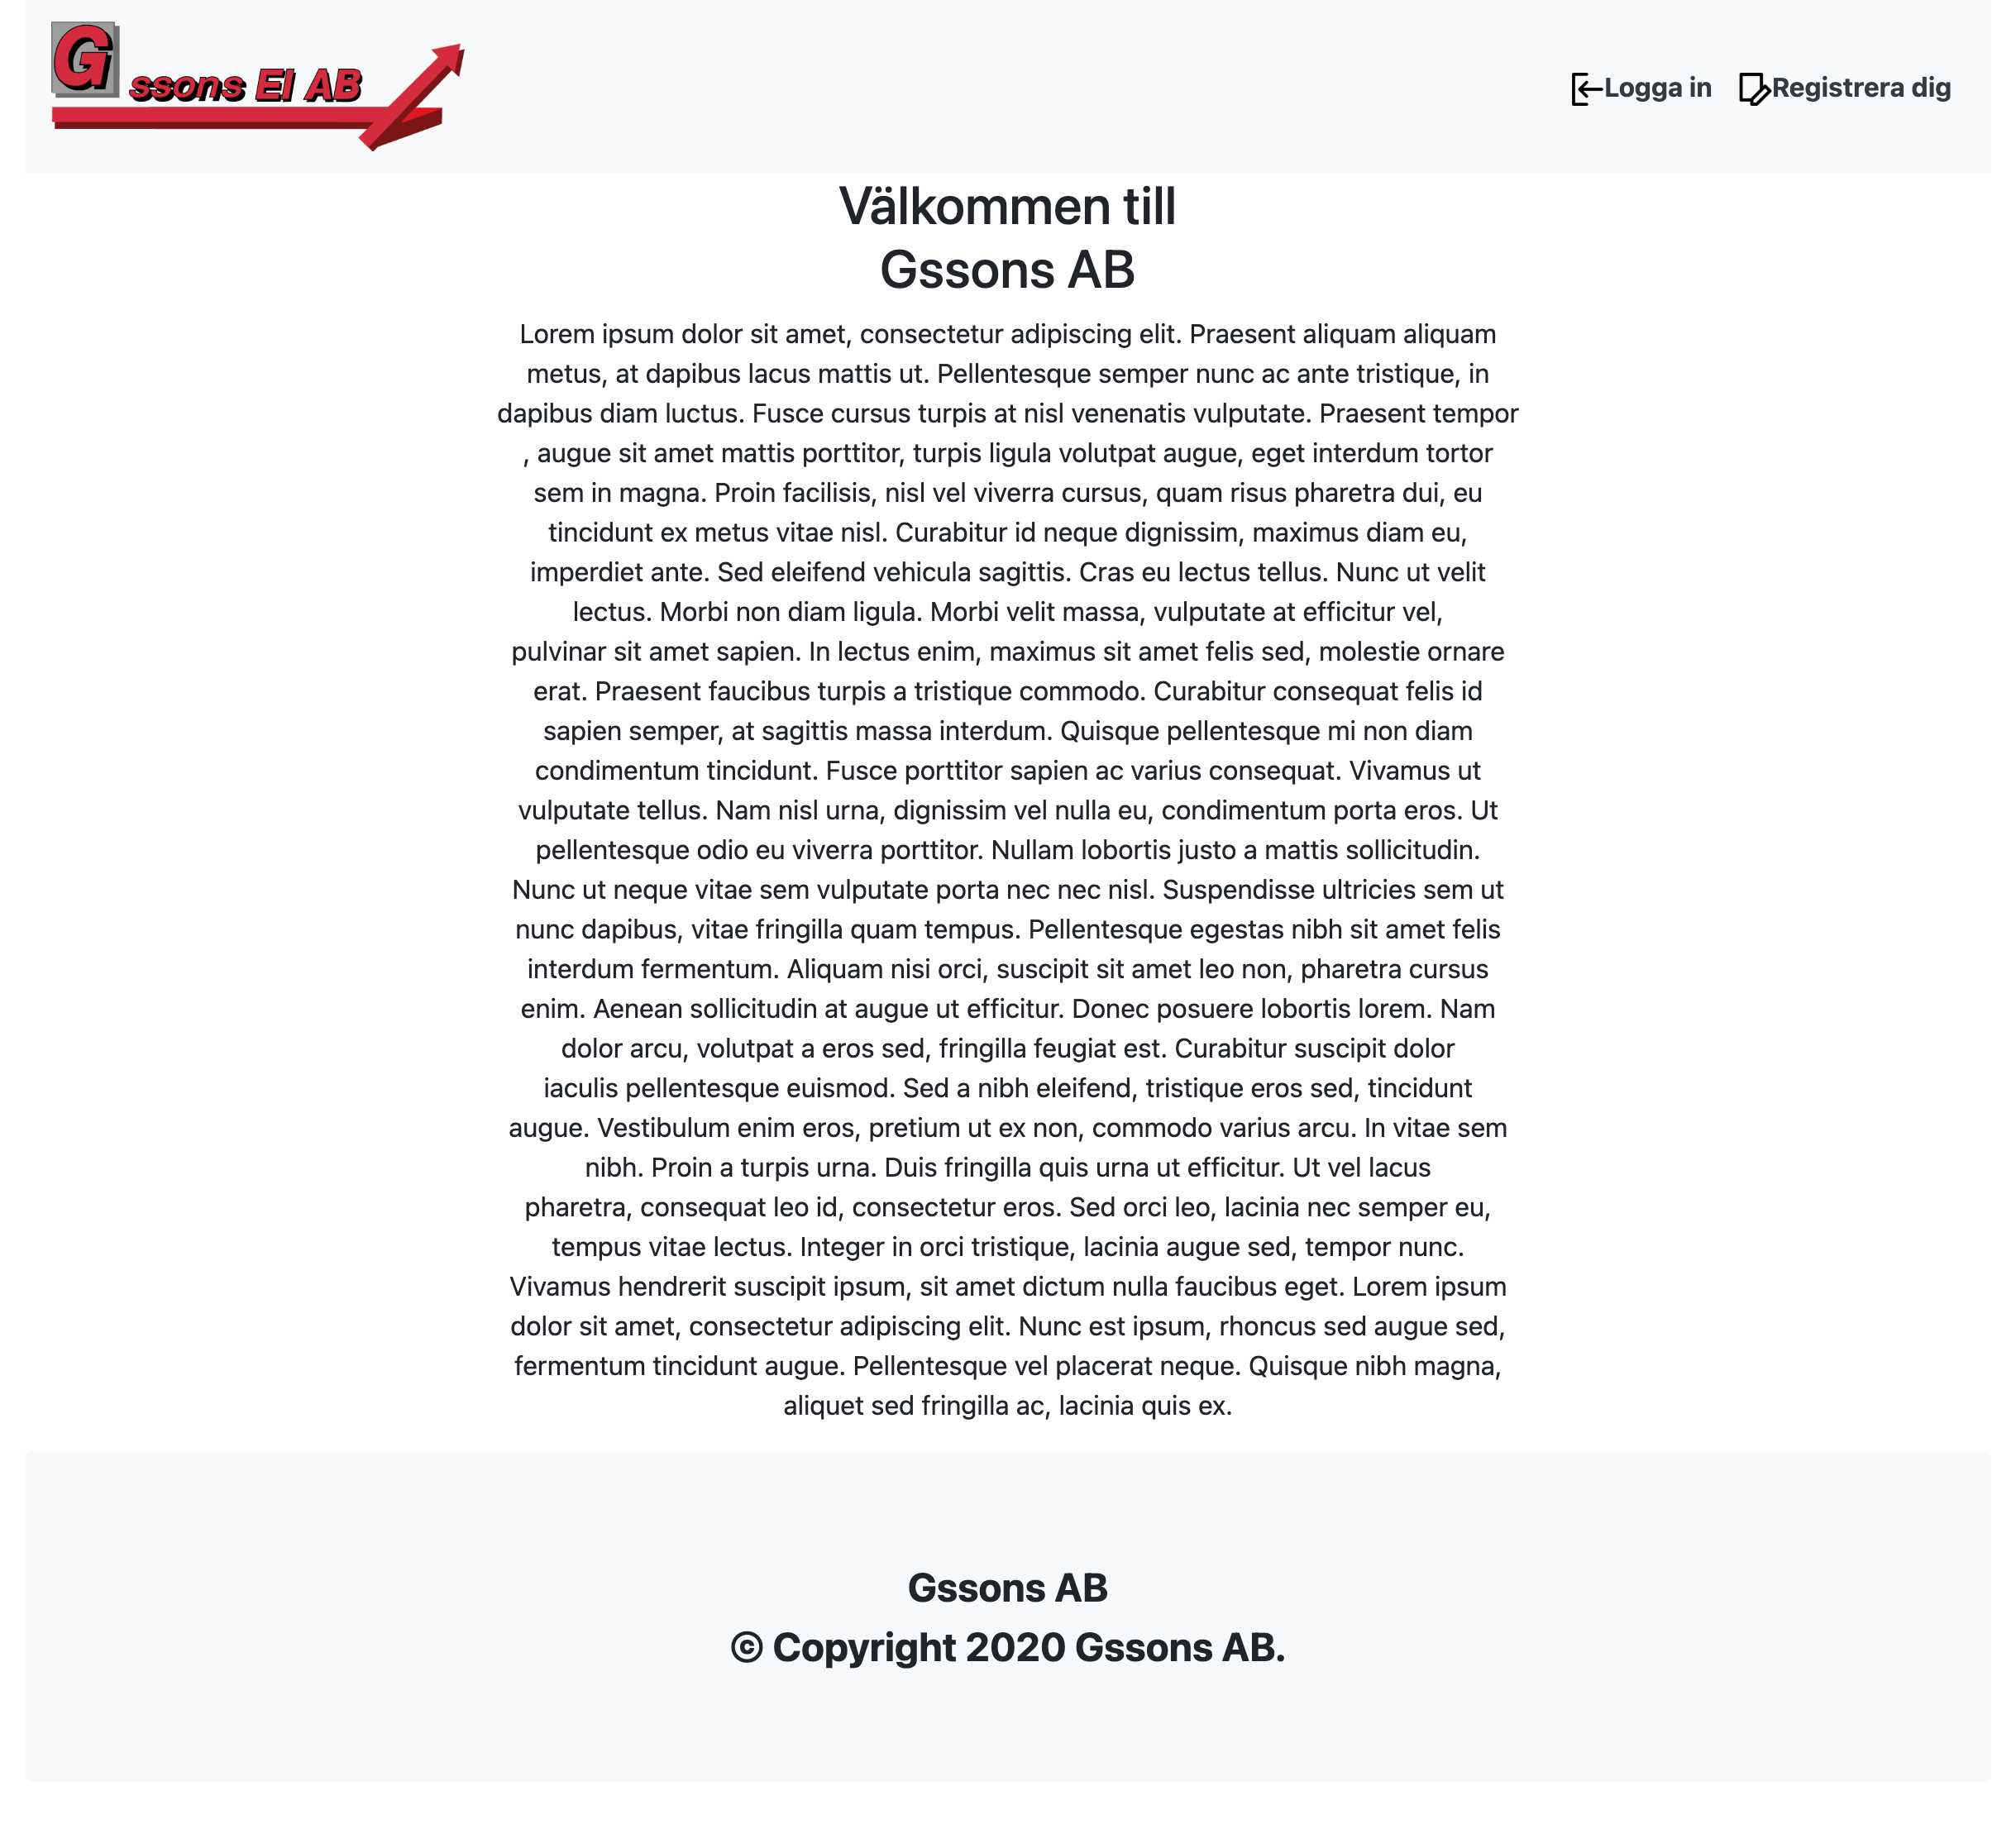 Gssons El AB
Logga in
Registrera dig
Välkommen till
Gssons AB
Lorem ipsum dolor sit amet, consectetur adipiscing elit. Praesent aliquam aliquam
metus, at dapibus lacus mattis ut. Pellentesque semper nunc ac ante tristique, in
dapibus diam luctus. Fusce cursus turpis at nisl venenatis vulputate. Praesent tempor
, augue sit amet mattis porttitor, turpis ligula volutpat augue, eget interdum tortor
sem in magna. Proin facilisis, nisl vel viverra cursus, quam risus pharetra dui, eu
tincidunt ex metus vitae nisl. Curabitur id neque dignissim, maximus diam eu,
imperdiet ante. Sed eleifend vehicula sagittis. Cras eu lectus tellus. Nunc ut velit
lectus. Morbi non diam ligula. Morbi velit massa, vulputate at efficitur vel,
pulvinar sit amet sapien. In lectus enim, maximus sit amet felis sed, molestie ornare
erat. Praesent faucibus turpis a tristique commodo. Curabitur consequat felis id
sapien semper, at sagittis massa interdum. Quisque pellentesque mi non diam
condimentum tincidunt. Fusce porttitor sapien ac varius consequat. Vivamus ut
vulputate tellus. Nam nisl urna, dignissim vel nulla eu, condimentum porta eros. Ut
pellentesque odio eu viverra porttitor. Nullam lobortis justo a mattis sollicitudin.
Nunc ut neque vitae sem vulputate porta nec nec nisl. Suspendisse ultricies sem ut
nunc dapibus, vitae fringilla quam tempus. Pellentesque egestas nibh sit amet felis
interdum fermentum. Aliquam nisi orci, suscipit sit amet leo non, pharetra cursus
enim. Aenean sollicitudin at augue ut efficitur. Donec posuere lobortis lorem. Nam
dolor arcu, volutpat a eros sed, fringilla feugiat est. Curabitur suscipit dolor
iaculis pellentesque euismod. Sed a nibh eleifend, tristique eros sed, tincidunt
augue. Vestibulum enim eros, pretium ut ex non, commodo varius arcu. In vitae sem
nibh. Proin a turpis urna. Duis fringilla quis urna ut efficitur. Ut vel lacus
pharetra, consequat leo id, consectetur eros. Sed orci leo, lacinia nec semper eu,
tempus vitae lectus. Integer in orci tristique, lacinia augue sed, tempor nunc.
Vivamus hendrerit suscipit ipsum, sit amet dictum nulla faucibus eget. Lorem ipsum
dolor sit amet, consectetur adipiscing elit. Nunc est ipsum, rhoncus sed augue sed,
fermentum tincidunt augue. Pellentesque vel placerat neque. Quisque nibh magna,
aliquet sed fringilla ac, lacinia quis ex.
Gssons AB
© Copyright 2020 Gssons AB.